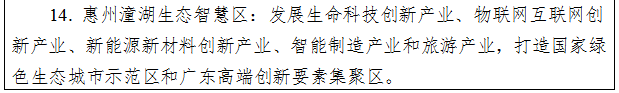 14. 惠州潼湖生态智慧区：发展生命科技创新产业、物联网互联网创
新产业、新能源新材料创新产业、智能制造产业和旅游产业，打造国家绿
色生态城市示范区和广东高端创新要素集聚区。